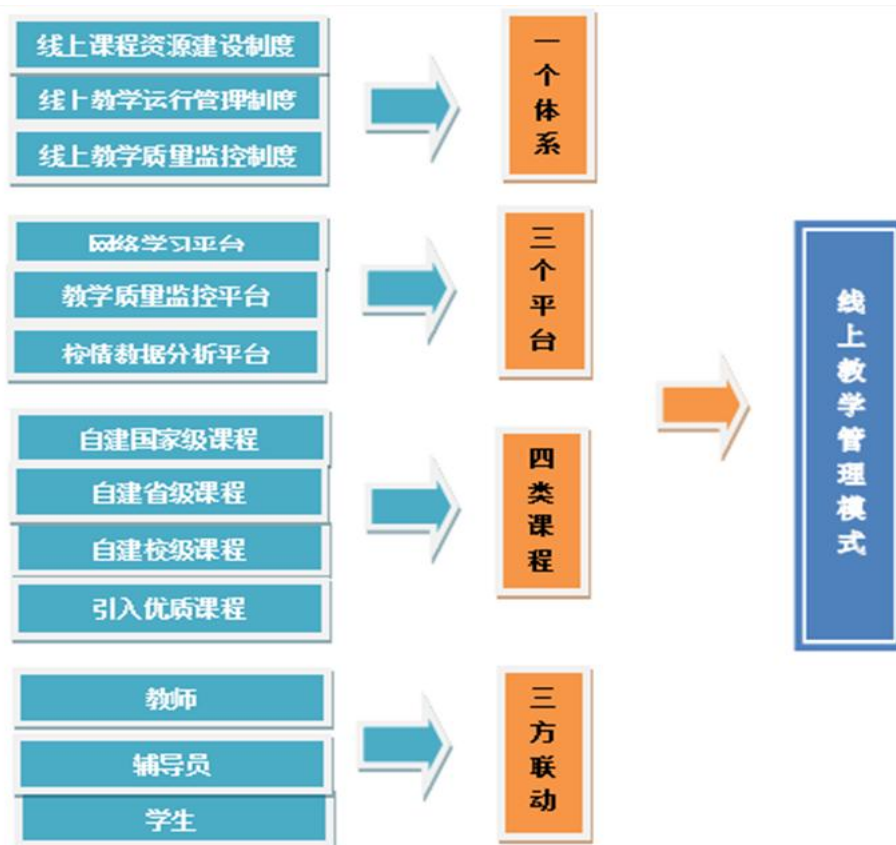 线上课程资源建设制度
线上教学运行管理制度
线上教学质量监控制度
一个体系
网络学习平台
教学质量监控平台
校情数据分析平台
三个平台
自建国家级课程
自建省级课程
自建校级课程
引入优质课程
四类课程
教师
辅导员
学生
三方联动
线上教学管理模式